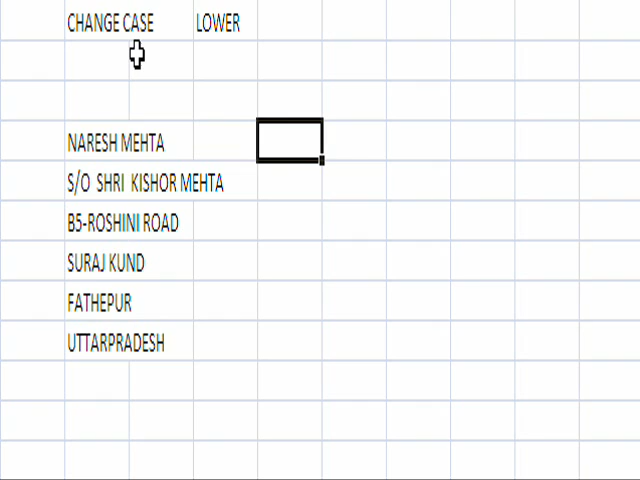 CHANGE CASE LOWER
NARESH MEHTA
S/O SHRI KISHOR MEHTA
B5-ROSHINI ROAD
SURAJ KUND
FATHEPUR
UTTARPRADESH